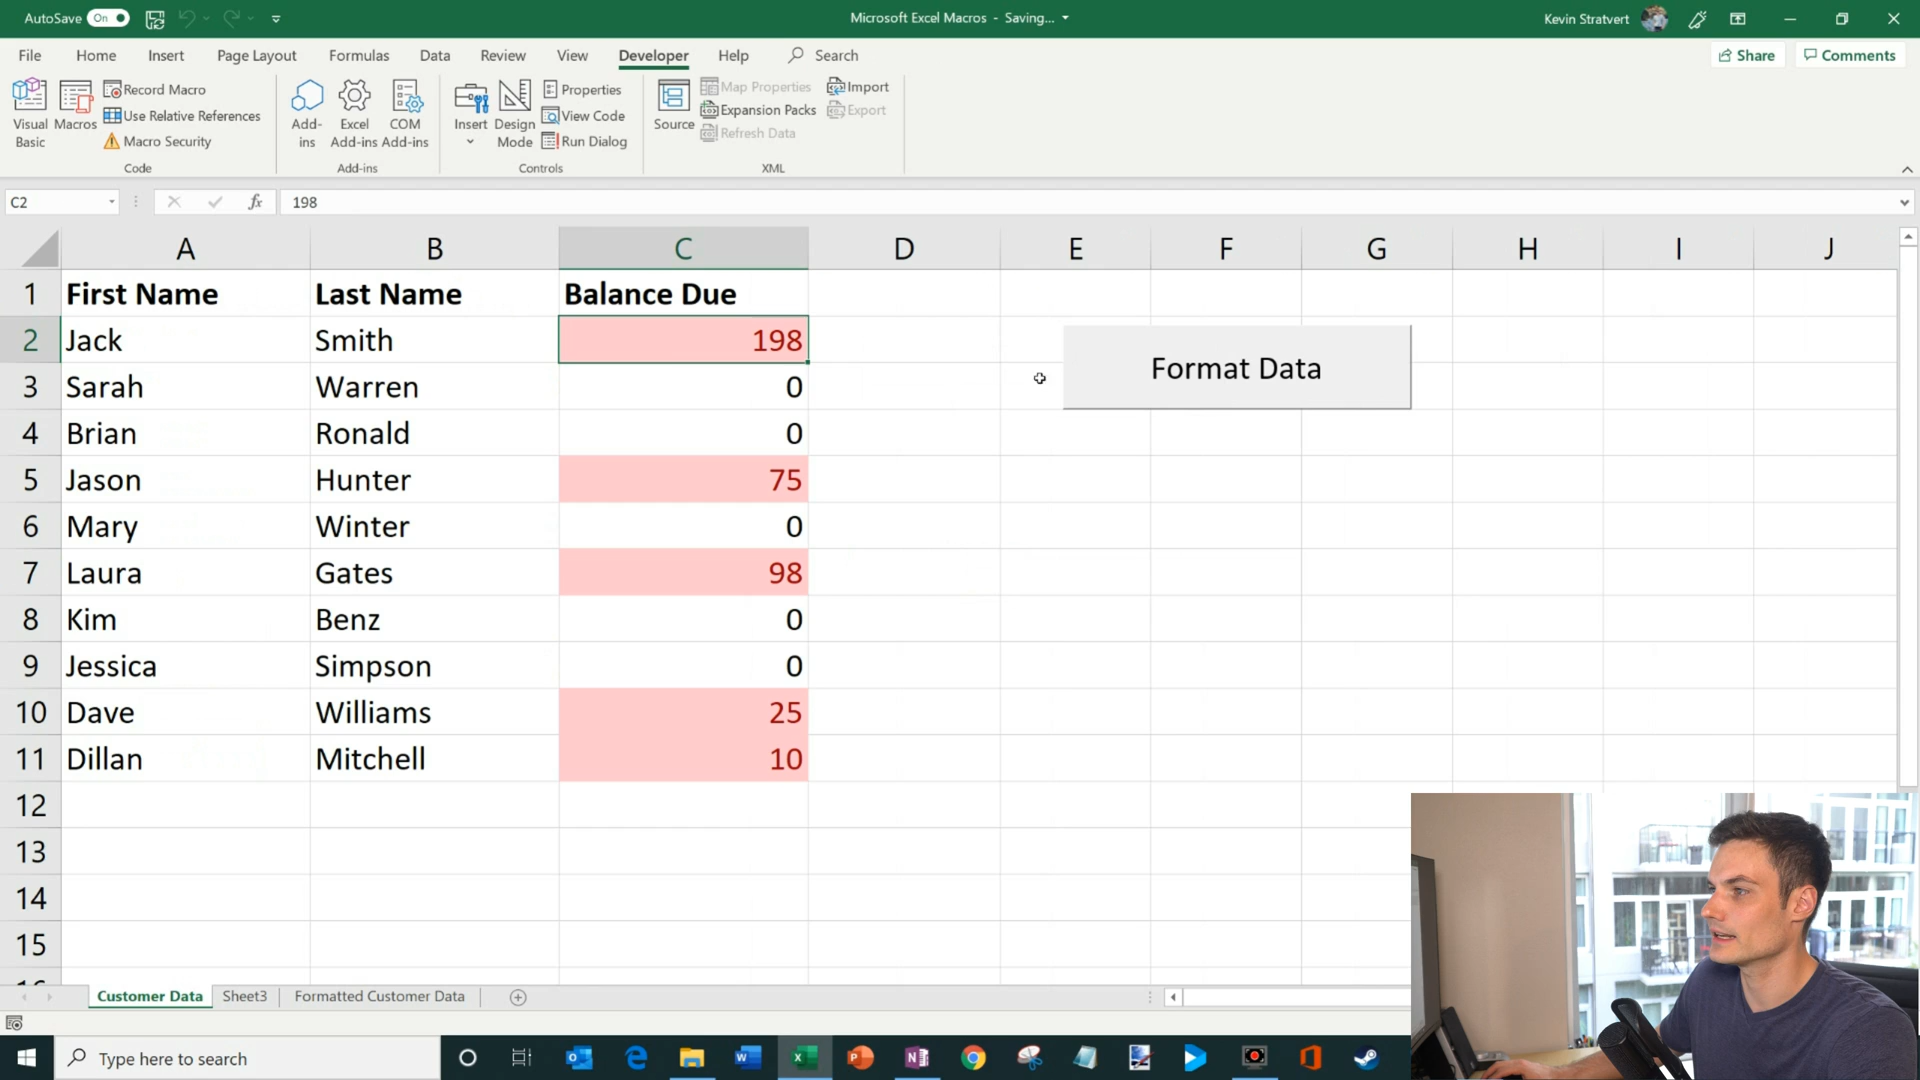 AutoSave On Microsoft Excel Macros - Saving... Kevin Stratvert
File Home Insert Page Layout Formulas Data Review View Developer Help Search Share Comments
Visual Basic
Macros
Record Macro
Use Relative References
Macro Security
Code
Add-ins
Excel Add-ins
COM Add-ins
Add-ins
Insert
Design Mode
Properties
View Code
Run Dialog
Controls
Source
Map Properties
Expansion Packs
Refresh Data
Import
Export
XML
C2 fx 198
A B C D E F G H I J
1 First Name Last Name Balance Due
2 Jack Smith 198
3 Sarah Warren 0
Format Data
4 Brian Ronald 0
5 Jason Hunter 75
6 Mary Winter 0
7 Laura Gates 98
8 Kim Benz 0
9 Jessica Simpson 0
10 Dave Williams 25
11 Dillan Mitchell 10
12
13
14
15
Customer Data Sheet3 Formatted Customer Data
Type here to search